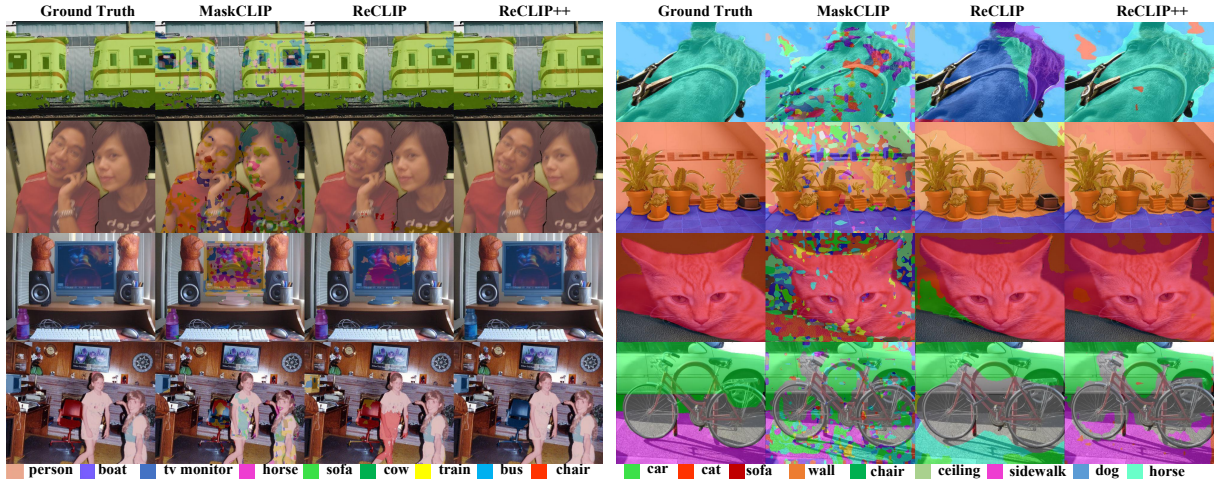 Ground Truth MaskCLIP ReCLIP ReCLIP++
person boat tv monitor horse sofa cow train bus chair
Ground Truth MaskCLIP ReCLIP ReCLIP++
car cat sofa wall chair ceiling sidewalk dog horse